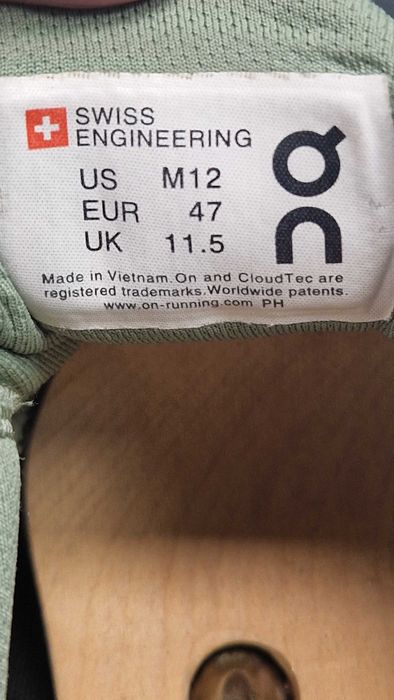 SWISS
ENGINEERING
US M12
EUR 47
UK 11.5
Made in Vietnam. On and CloudTec are
registered trademarks. Worldwide patents.
www.on-running.com PH